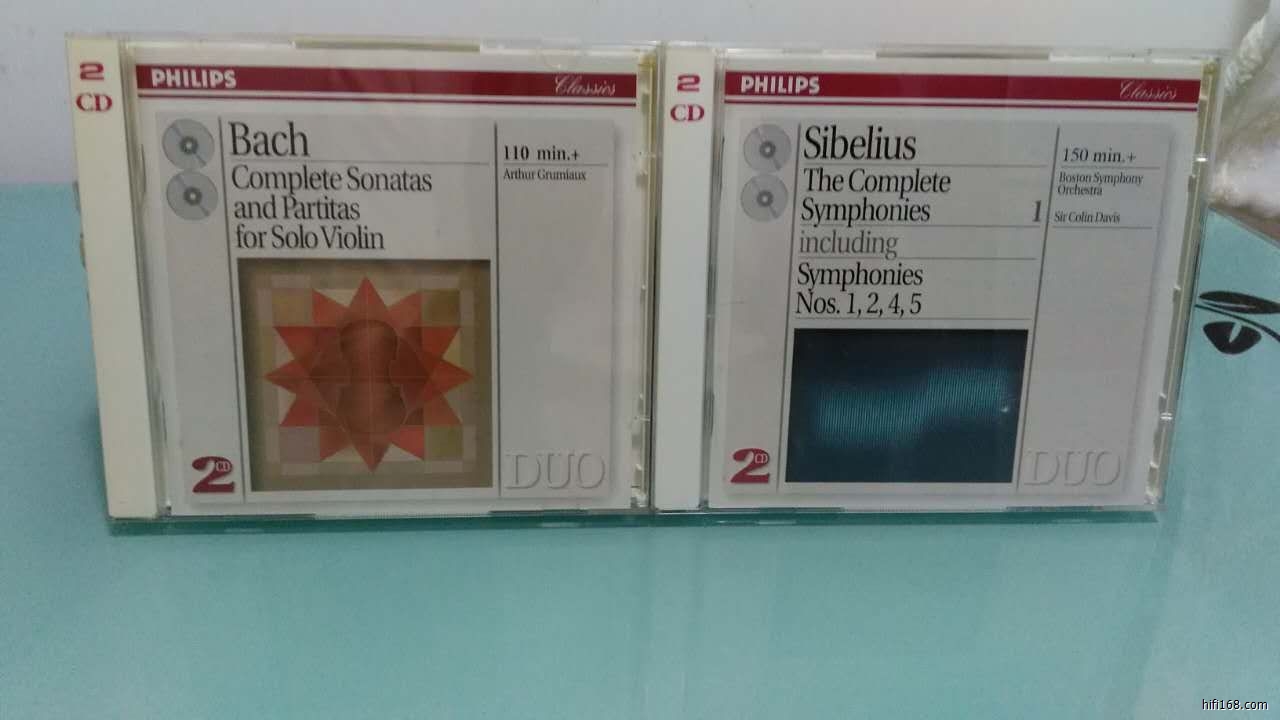 2
CD
PHILIPS
Classics
Bach
Complete Sonatas
and Partitas
for Solo Violin
110 min.+
Arthur Grumiaux
2CD
DUO
2
CD
PHILIPS
Classics
Sibelius
The Complete
Symphonies 1
including
Symphonies
Nos. 1, 2, 4, 5
150 min.+
Boston Symphony
Orchestra
Sir Colin Davis
2CD
DUO
hifi168.com